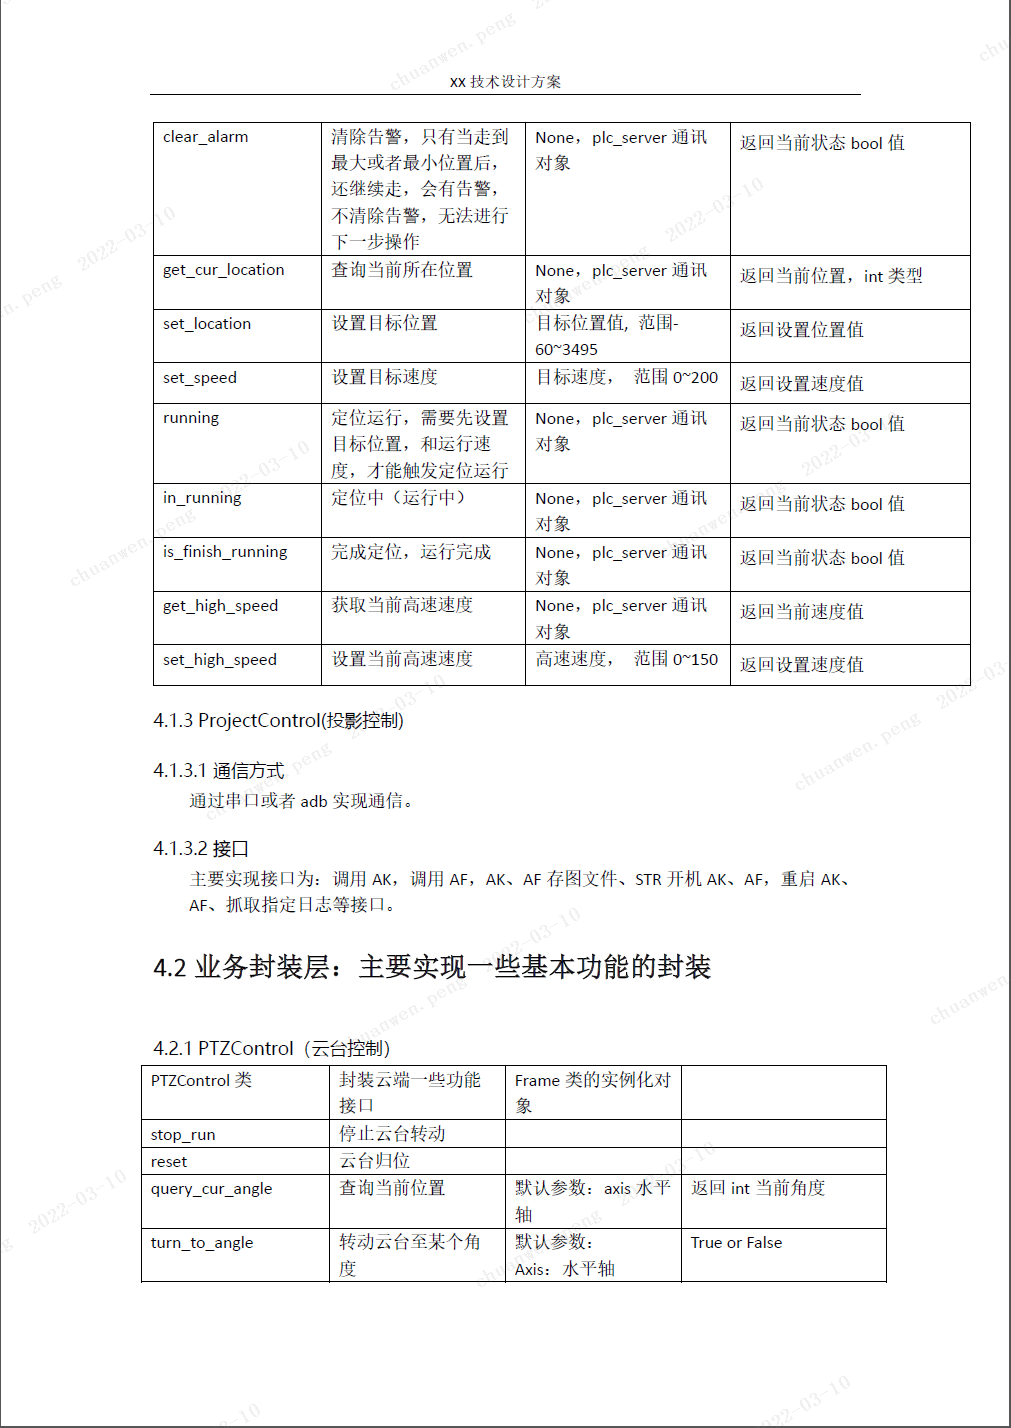 XX 技术设计方案
clear_alarm
清除告警，只有当走到
最大或者最小位置后，
还继续走，会有告警，
不清除告警，无法进行
下一步操作
None，plc_server 通讯
对象
返回当前状态 bool 值
get_cur_location
查询当前所在位置
None，plc_server 通讯
对象
返回当前位置，int 类型
set_location
设置目标位置
目标位置值，范围-
60~3495
返回设置位置值
set_speed
设置目标速度
目标速度， 范围 0~200
返回设置速度值
running
定位运行，需要先设置
目标位置，和运行速
度，才能触发定位运行
None，plc_server 通讯
对象
返回当前状态 bool 值
in_running
定位中（运行中）
None，plc_server 通讯
对象
返回当前状态 bool 值
is_finish_running
完成定位，运行完成
None，plc_server 通讯
对象
返回当前状态 bool 值
get_high_speed
获取当前高速速度
None，plc_server 通讯
对象
返回当前速度值
set_high_speed
设置当前高速速度
高速速度， 范围 0~150
返回设置速度值
4.1.3 ProjectControl(投影控制)
4.1.3.1 通信方式
通过串口或者 adb 实现通信。
4.1.3.2 接口
主要实现接口为：调用 AK，调用 AF，AK、AF 存图文件、STR 开机 AK、AF，重启 AK、
AF、抓取指定日志等接口。
4.2 业务封装层：主要实现一些基本功能的封装
4.2.1 PTZControl（云台控制）
PTZControl 类
封装云端一些功能
接口
Frame 类的实例化对
象
stop_run
停止云台转动
reset
云台归位
query_cur_angle
查询当前位置
默认参数：axis 水平
轴
返回 int 当前角度
turn_to_angle
转动云台至某个角
度
默认参数：
Axis：水平轴
True or False
chuanwen.peng 2022-03-10